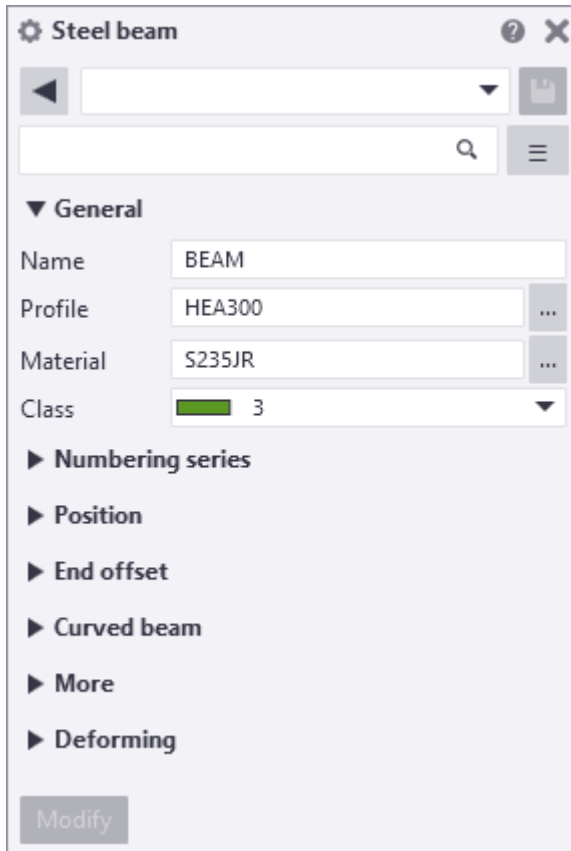 Steel beam
General
Name BEAM
Profile HEA300 ...
Material S235JR ...
Class 3
Numbering series
Position
End offset
Curved beam
More
Deforming
Modify